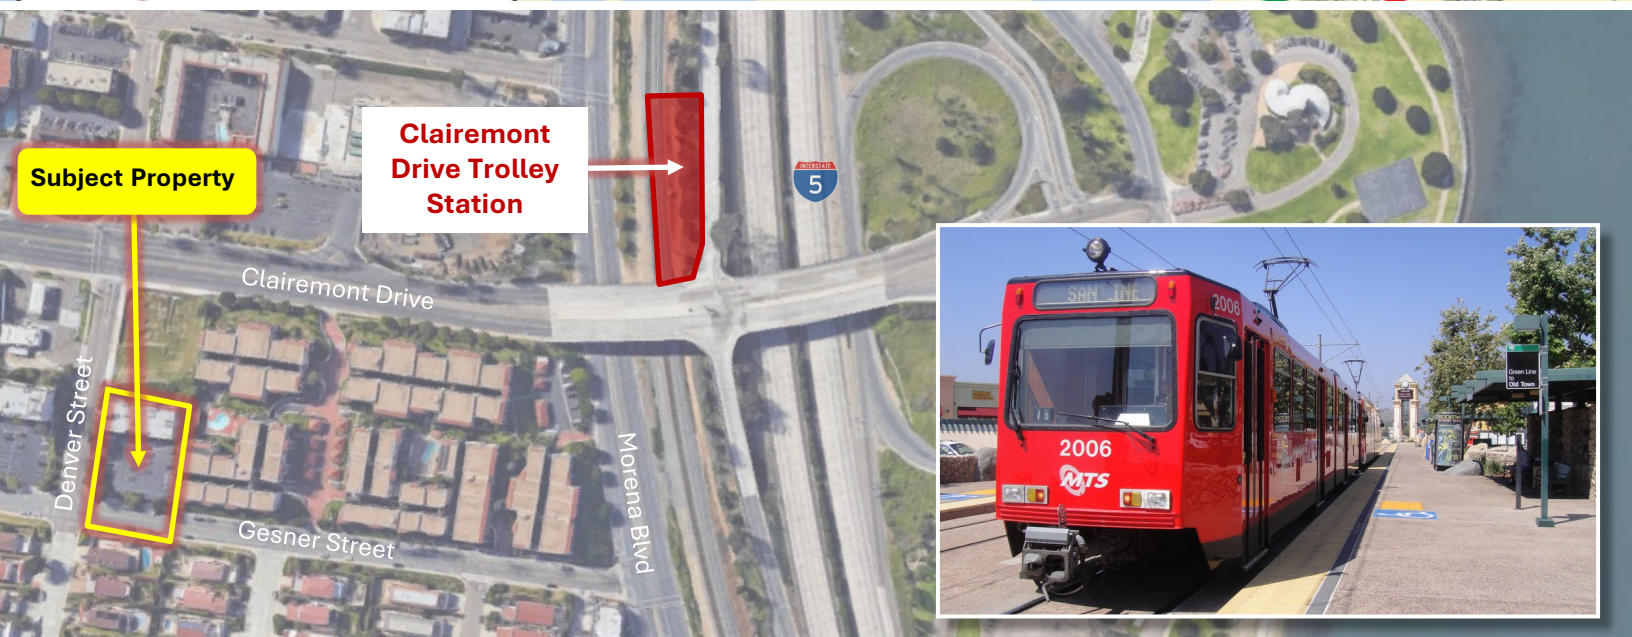 Subject Property
Clairemont
Drive Trolley
Station
INTERSTATE
5
Clairemont Drive
Denver Street
Gesner Street
Morena Blvd
2006
2006
MTS
Green Line
to
Old Town